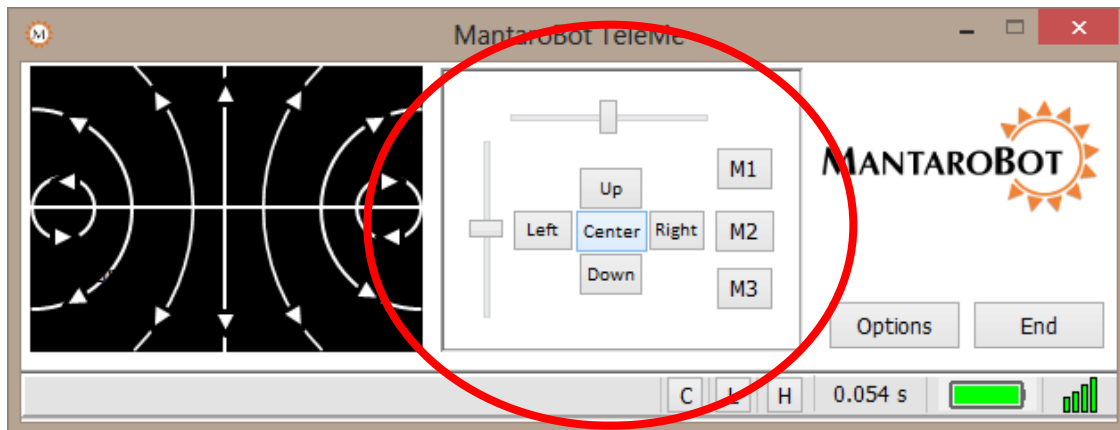 M
MantaroBot TeleMe
Up
M1
Left Center Right M2
Down
M3
MANTAROBOT
Options End
C L H 0.054 s